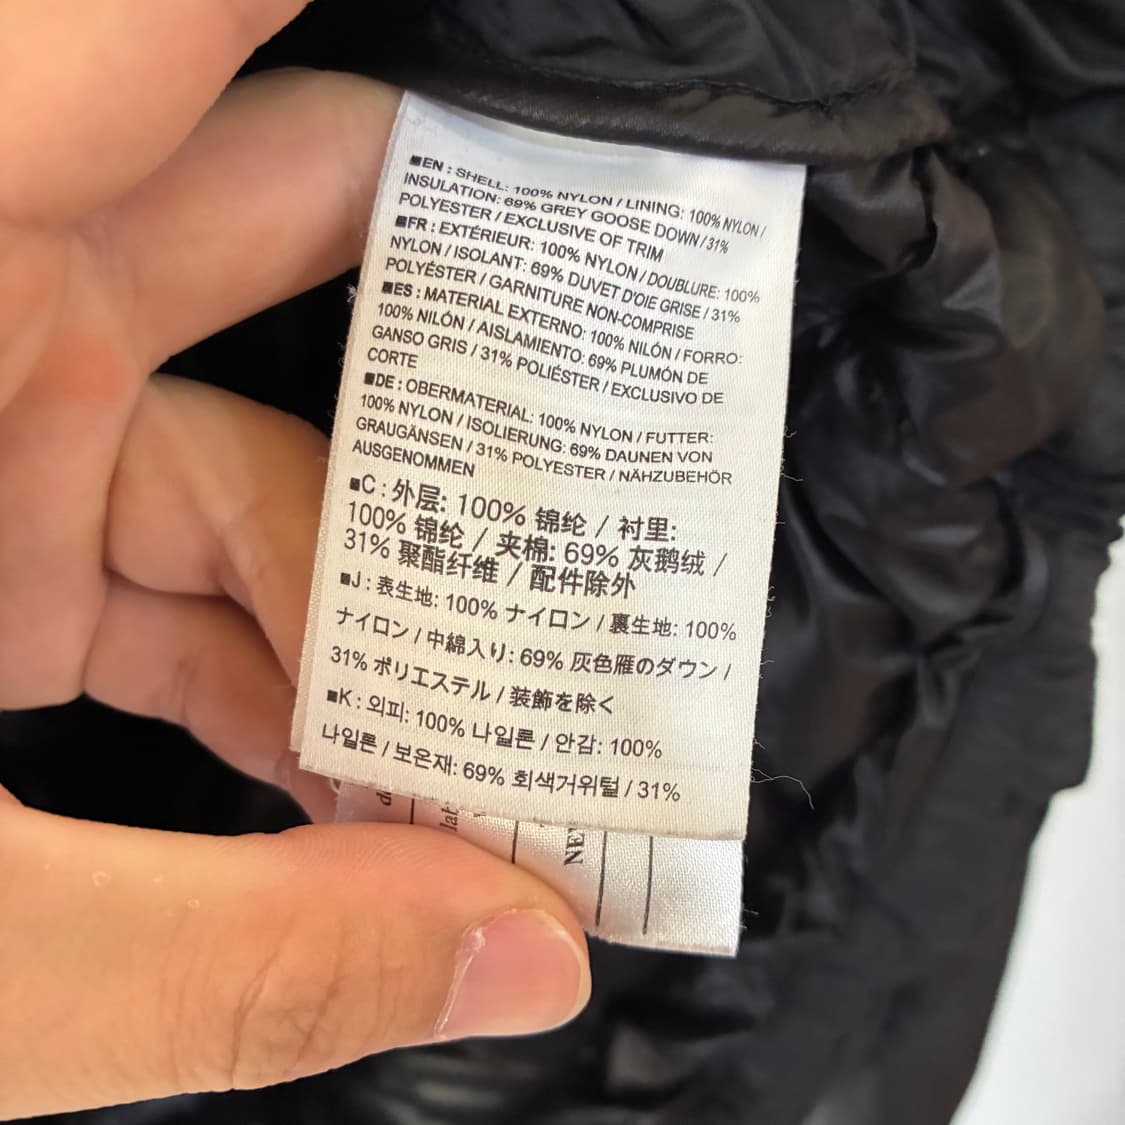 ■EN : SHELL: 100% NYLON / LINING: 100% NYLON /
INSULATION: 69% GREY GOOSE DOWN / 31%
POLYESTER / EXCLUSIVE OF TRIM
■FR : EXTÉRIEUR: 100% NYLON / DOUBLURE: 100%
NYLON / ISOLANT: 69% DUVET D'OIE GRISE / 31%
POLYÉSTER / GARNITURE NON-COMPRISE
■ES : MATERIAL EXTERNO: 100% NILÓN / FORRO:
100% NILÓN / AISLAMIENTO: 69% PLUMÓN DE
GANSO GRIS / 31% POLIÉSTER / EXCLUSIVO DE
CORTE
■DE : OBERMATERIAL: 100% NYLON / FUTTER:
100% NYLON / ISOLIERUNG: 69% DAUNEN VON
GRAUGÄNSEN / 31% POLYESTER / NÄHZUBEHÖR
AUSGENOMMEN
■C : 外层: 100% 锦纶 / 衬里:
100% 锦纶 / 夹棉: 69% 灰鹅绒 /
31% 聚酯纤维 / 配件除外
■J : 表生地: 100% ナイロン / 裏生地: 100%
ナイロン / 中綿入り: 69% 灰色雁のダウン /
31% ポリエステル / 装飾を除く
■K : 외피: 100% 나일론 / 안감: 100%
나일론 / 보온재: 69% 회색거위털 / 31%